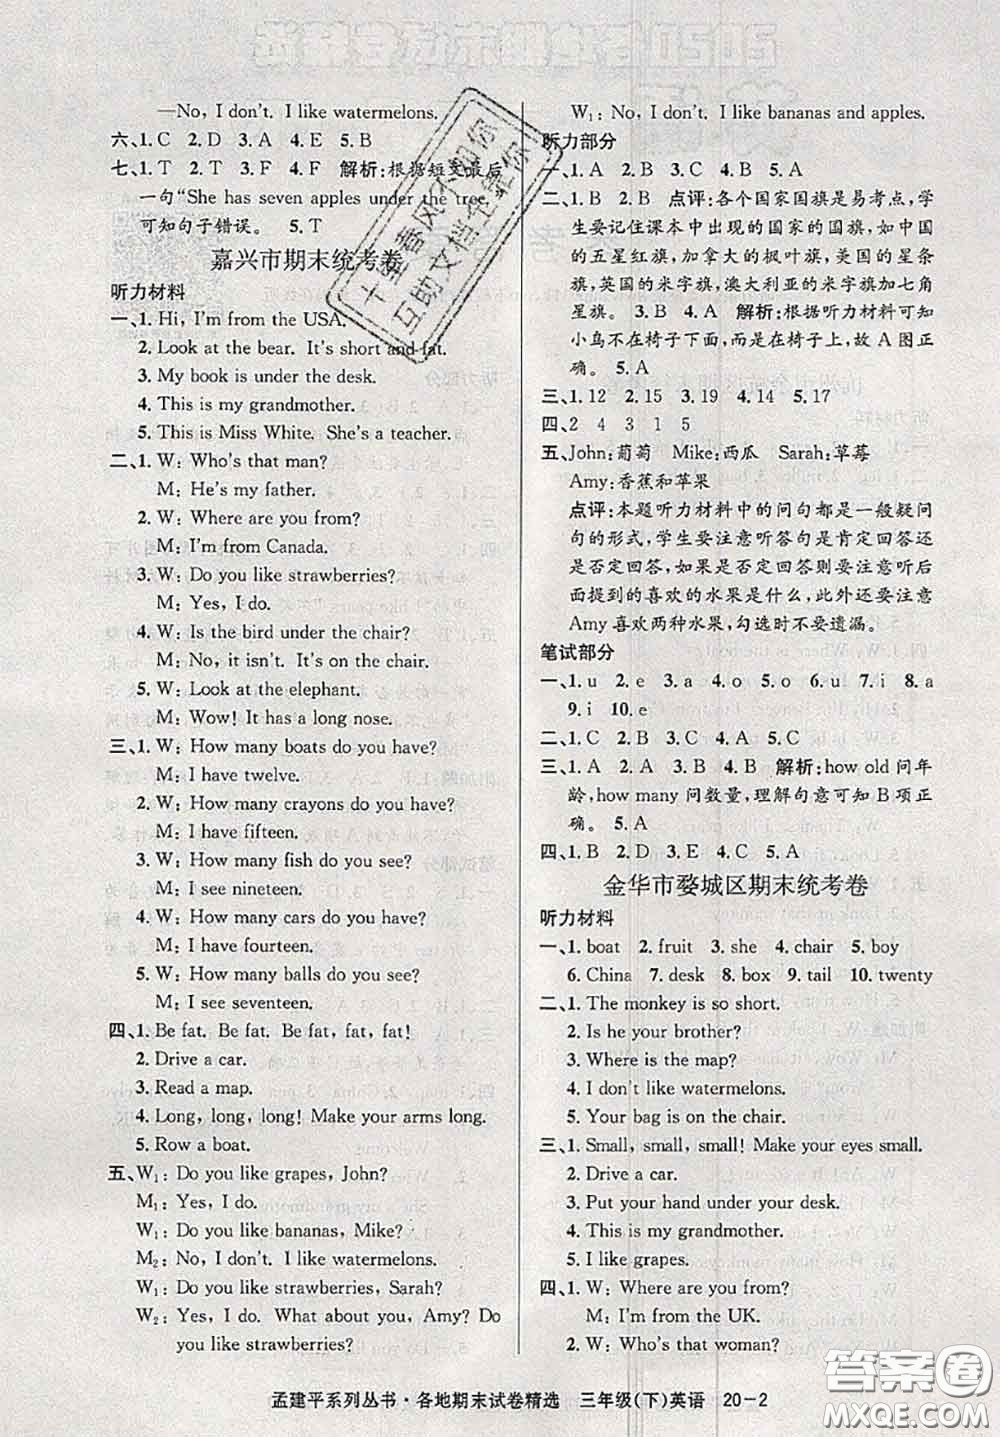 —No, I don't. I like watermelons.
六、1. C 2. D 3. A 4. E 5. B
七、1. T 2. T 3. F 4. F 解析:根据短文最后
一句“She has seven apples under the tree.”
可知句子错误。 5. T
嘉兴市期末统考卷
听力材料
一、1. Hi, I'm from the USA.
2. Look at the bear. It's short and fat.
3. My book is under the desk.
4. This is my grandmother.
5. This is Miss White. She's a teacher.
二、1. W: Who's that man?
M: He's my father.
2. W: Where are you from?
M: I'm from Canada.
3. W: Do you like strawberries?
M: Yes, I do.
4. W: Is the bird under the chair?
M: No, it isn't. It's on the chair.
5. W: Look at the elephant.
M: Wow! It has a long nose.
三、1. W: How many boats do you have?
M: I have twelve.
2. W: How many crayons do you have?
M: I have fifteen.
3. W: How many fish do you see?
M: I see nineteen.
4. W: How many cars do you have?
M: I have fourteen.
5. W: How many balls do you see?
M: I see seventeen.
四、1. Be fat. Be fat. Be fat, fat, fat!
2. Drive a car.
3. Read a map.
4. Long, long, long! Make your arms long.
5. Row a boat.
五、W₁: Do you like grapes, John?
M₁: Yes, I do.
W₁: Do you like bananas, Mike?
M₂: No, I don't. I like watermelons.
W₁: Do you like strawberries, Sarah?
W₂: Yes, I do. What about you, Amy? Do
you like strawberries?
W₁: No, I don't. I like bananas and apples.
听力部分
一、1. A 2. B 3. A 4. B 5. A
二、1. B 2. B 点评:各个国家国旗是易考点,学
生要记住课本中出现的国家的国旗,如中国
的五星红旗,加拿大的枫叶旗,美国的星条
旗,英国的米字旗,澳大利亚的米字旗加七角
星旗。 3. B 4. A 解析:根据听力材料可知
小鸟不在椅子下面,是在椅子上,故 A 图正
确。 5. A
三、1. 12 2. 15 3. 19 4. 14 5. 17
四、2 4 3 1 5
五、John:葡萄 Mike:西瓜 Sarah:草莓
Amy:香蕉和苹果
点评:本题听力材料中的问句都是一般疑问
句的形式,学生要注意听答句是肯定回答还
是否定回答,如果是否定回答要注意听后面
提到的喜欢的水果是什么,此外还要注意
Amy 喜欢两种水果,勾选时不要遗漏。
笔试部分
一、1. u 2. e 3. a 4. o 5. o 6. u 7. i 8. a
9. i 10. e
二、1. C 2. B 3. C 4. A 5. C
三、1. A 2. A 3. B 4. B 解析:how old 问年
龄,how many 问数量,理解句意可知 B 项正
确。 5. A
四、1. B 2. D 3. E 4. C 5. A
金华市婺城区期末统考卷
听力材料
一、1. boat 2. fruit 3. she 4. chair 5. boy
6. China 7. desk 8. box 9. tail 10. twenty
二、1. The monkey is so short.
2. Is he your brother?
3. Where is the map?
4. I don't like watermelons.
5. Your bag is on the chair.
三、1. Small, small, small! Make your eyes small.
2. Drive a car.
3. Put your hand under your desk.
4. This is my grandmother.
5. I like grapes.
四、1. W: Where are you from?
M: I'm from the UK.
2. W: Who's that woman?
孟建平系列丛书·各地期末试卷精选 三年级(下)英语 20-2
十里春风不如你
互助文档全靠你
答案圈
MXQE.COM